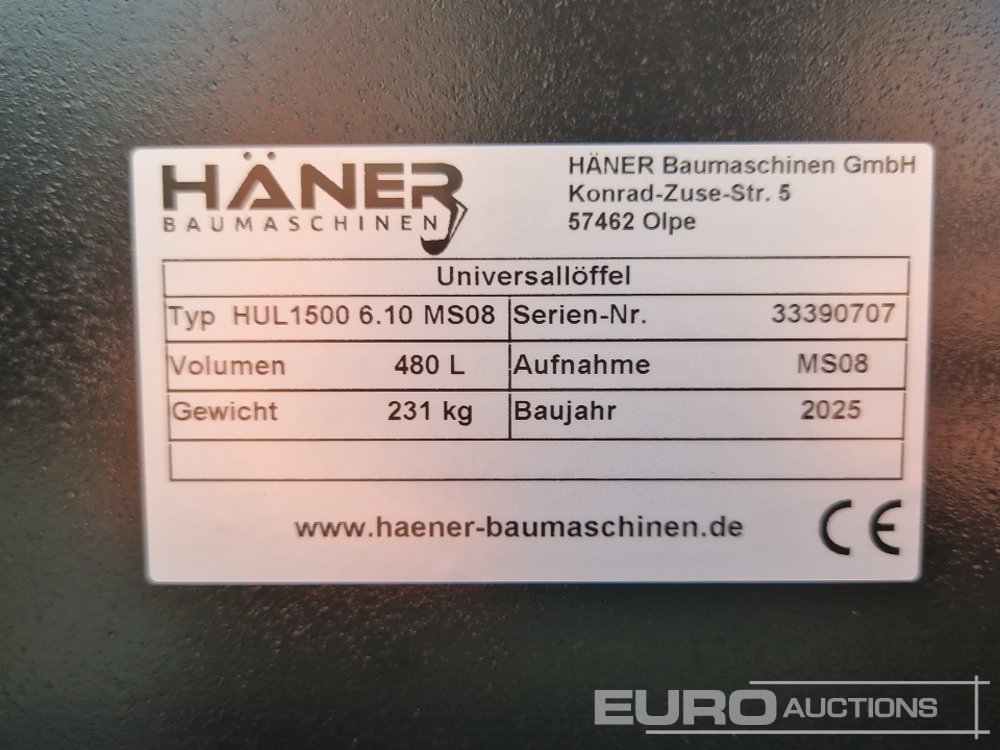 HÄNER
BAUMASCHINEN
HÄNER Baumaschinen GmbH
Konrad-Zuse-Str. 5
57462 Olpe
Universallöffel
Typ HUL1500 6.10 MS08 Serien-Nr. 33390707
Volumen 480 L Aufnahme MS08
Gewicht 231 kg Baujahr 2025
www.haener-baumaschinen.de CE
EURO AUCTIONS